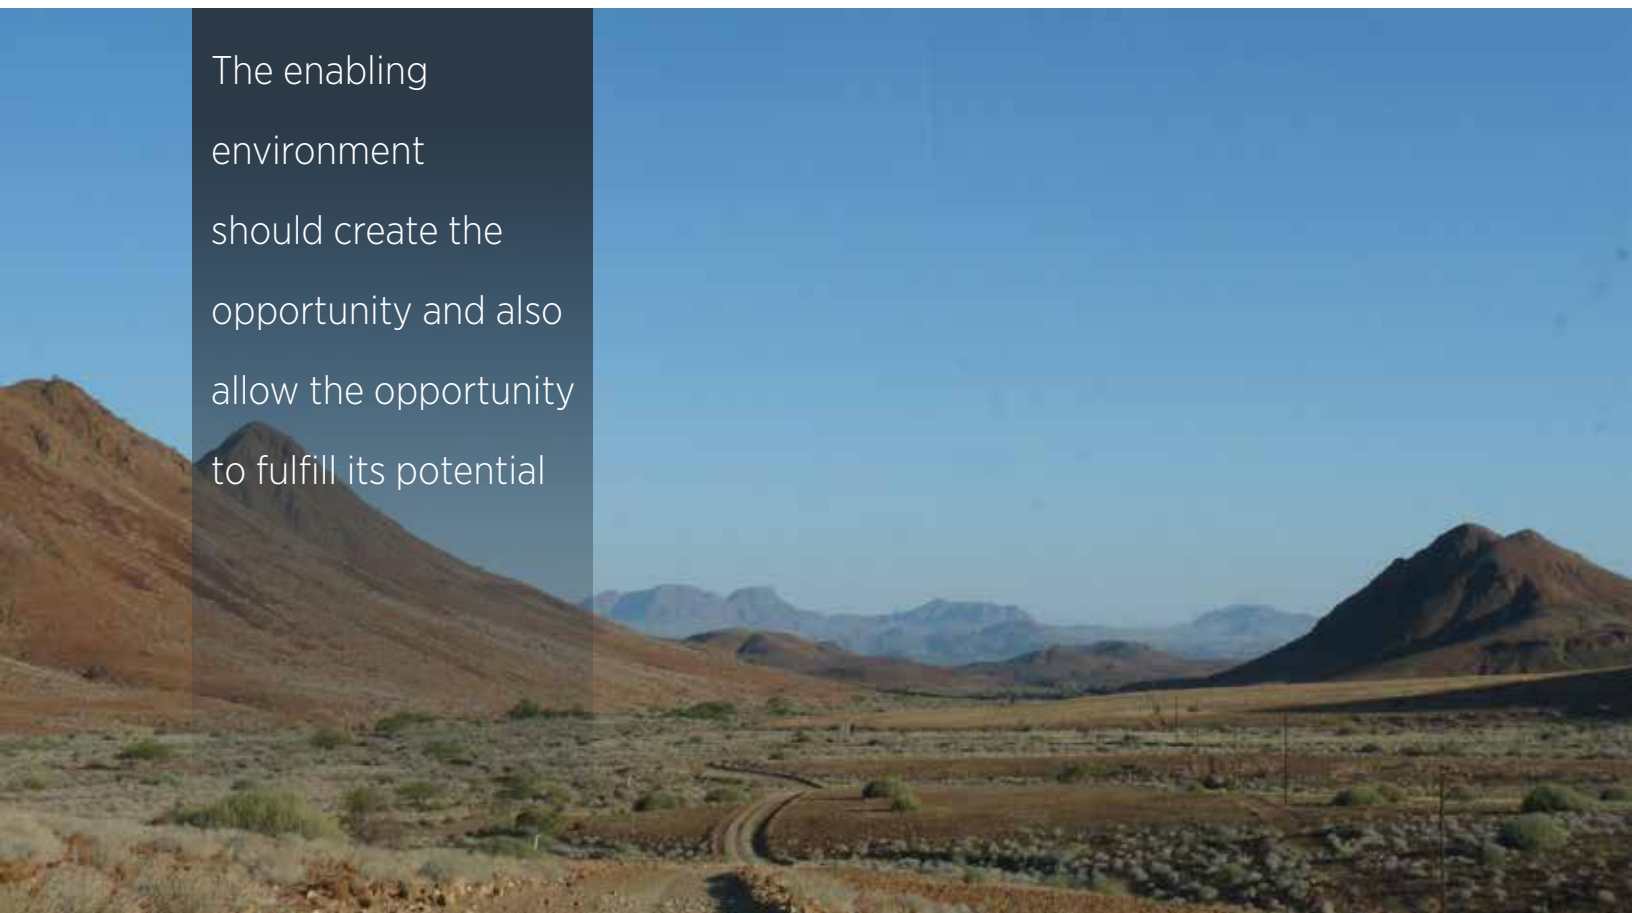 The enabling
environment
should create the
opportunity and also
allow the opportunity
to fulfill its potential